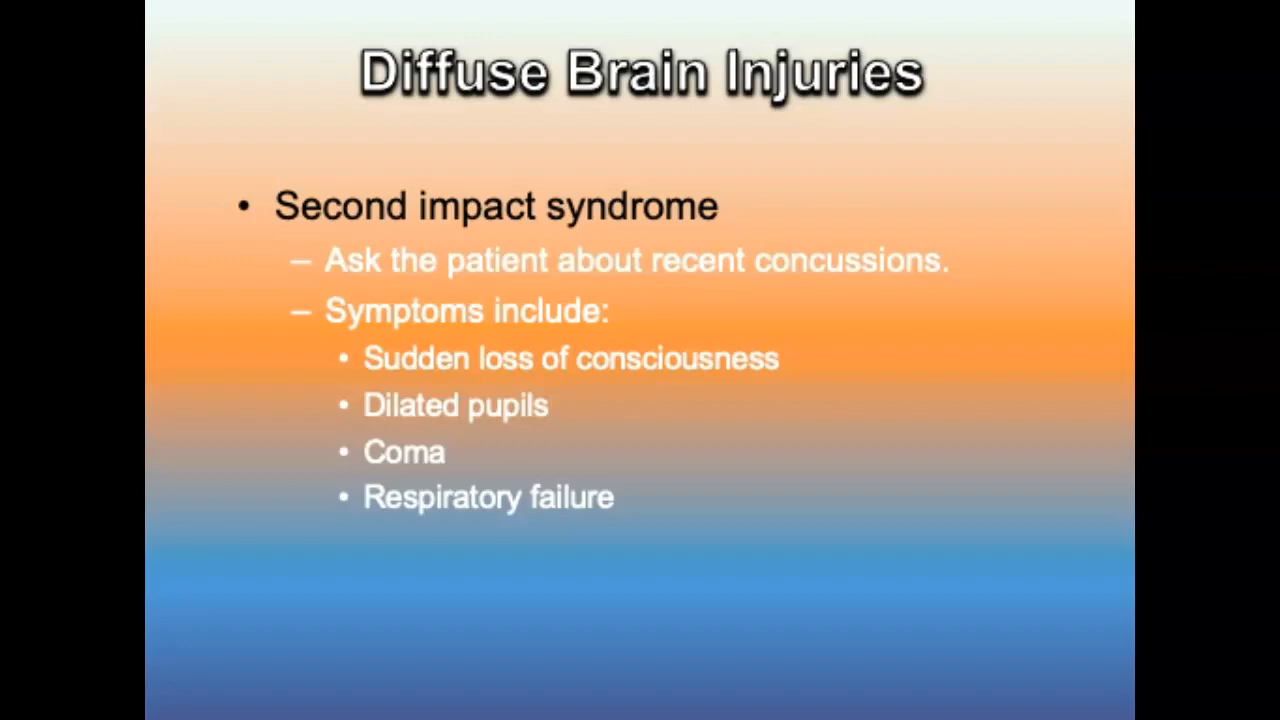 Diffuse Brain Injuries
• Second impact syndrome
– Ask the patient about recent concussions.
– Symptoms include:
• Sudden loss of consciousness
• Dilated pupils
• Coma
• Respiratory failure